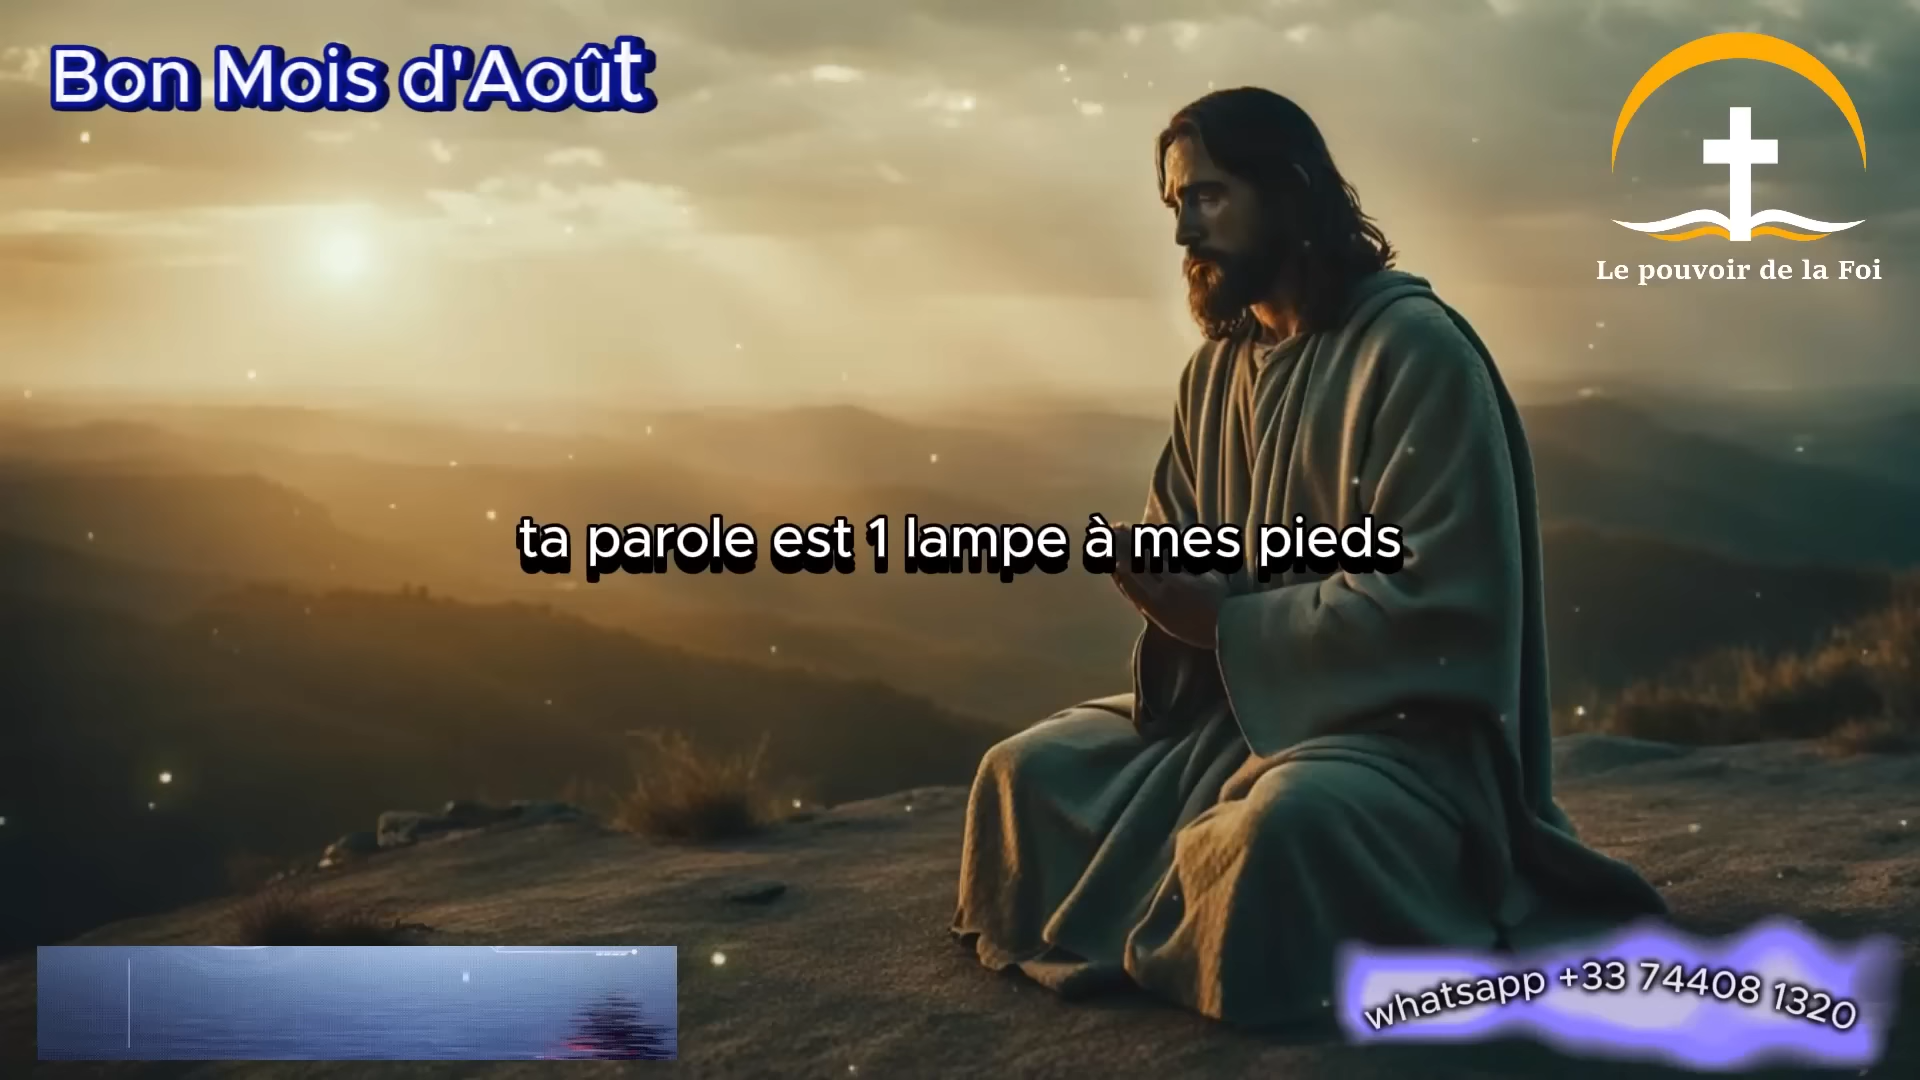 Bon Mois d'Août
Le pouvoir de la Foi
ta parole est 1 lampe à mes pieds
whatsapp +33 74408 1320